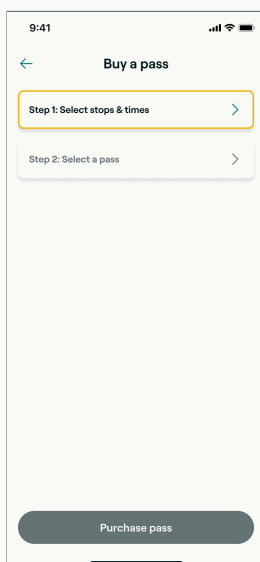 9:41
Buy a pass
Step 1: Select stops & times
Step 2: Select a pass
Purchase pass